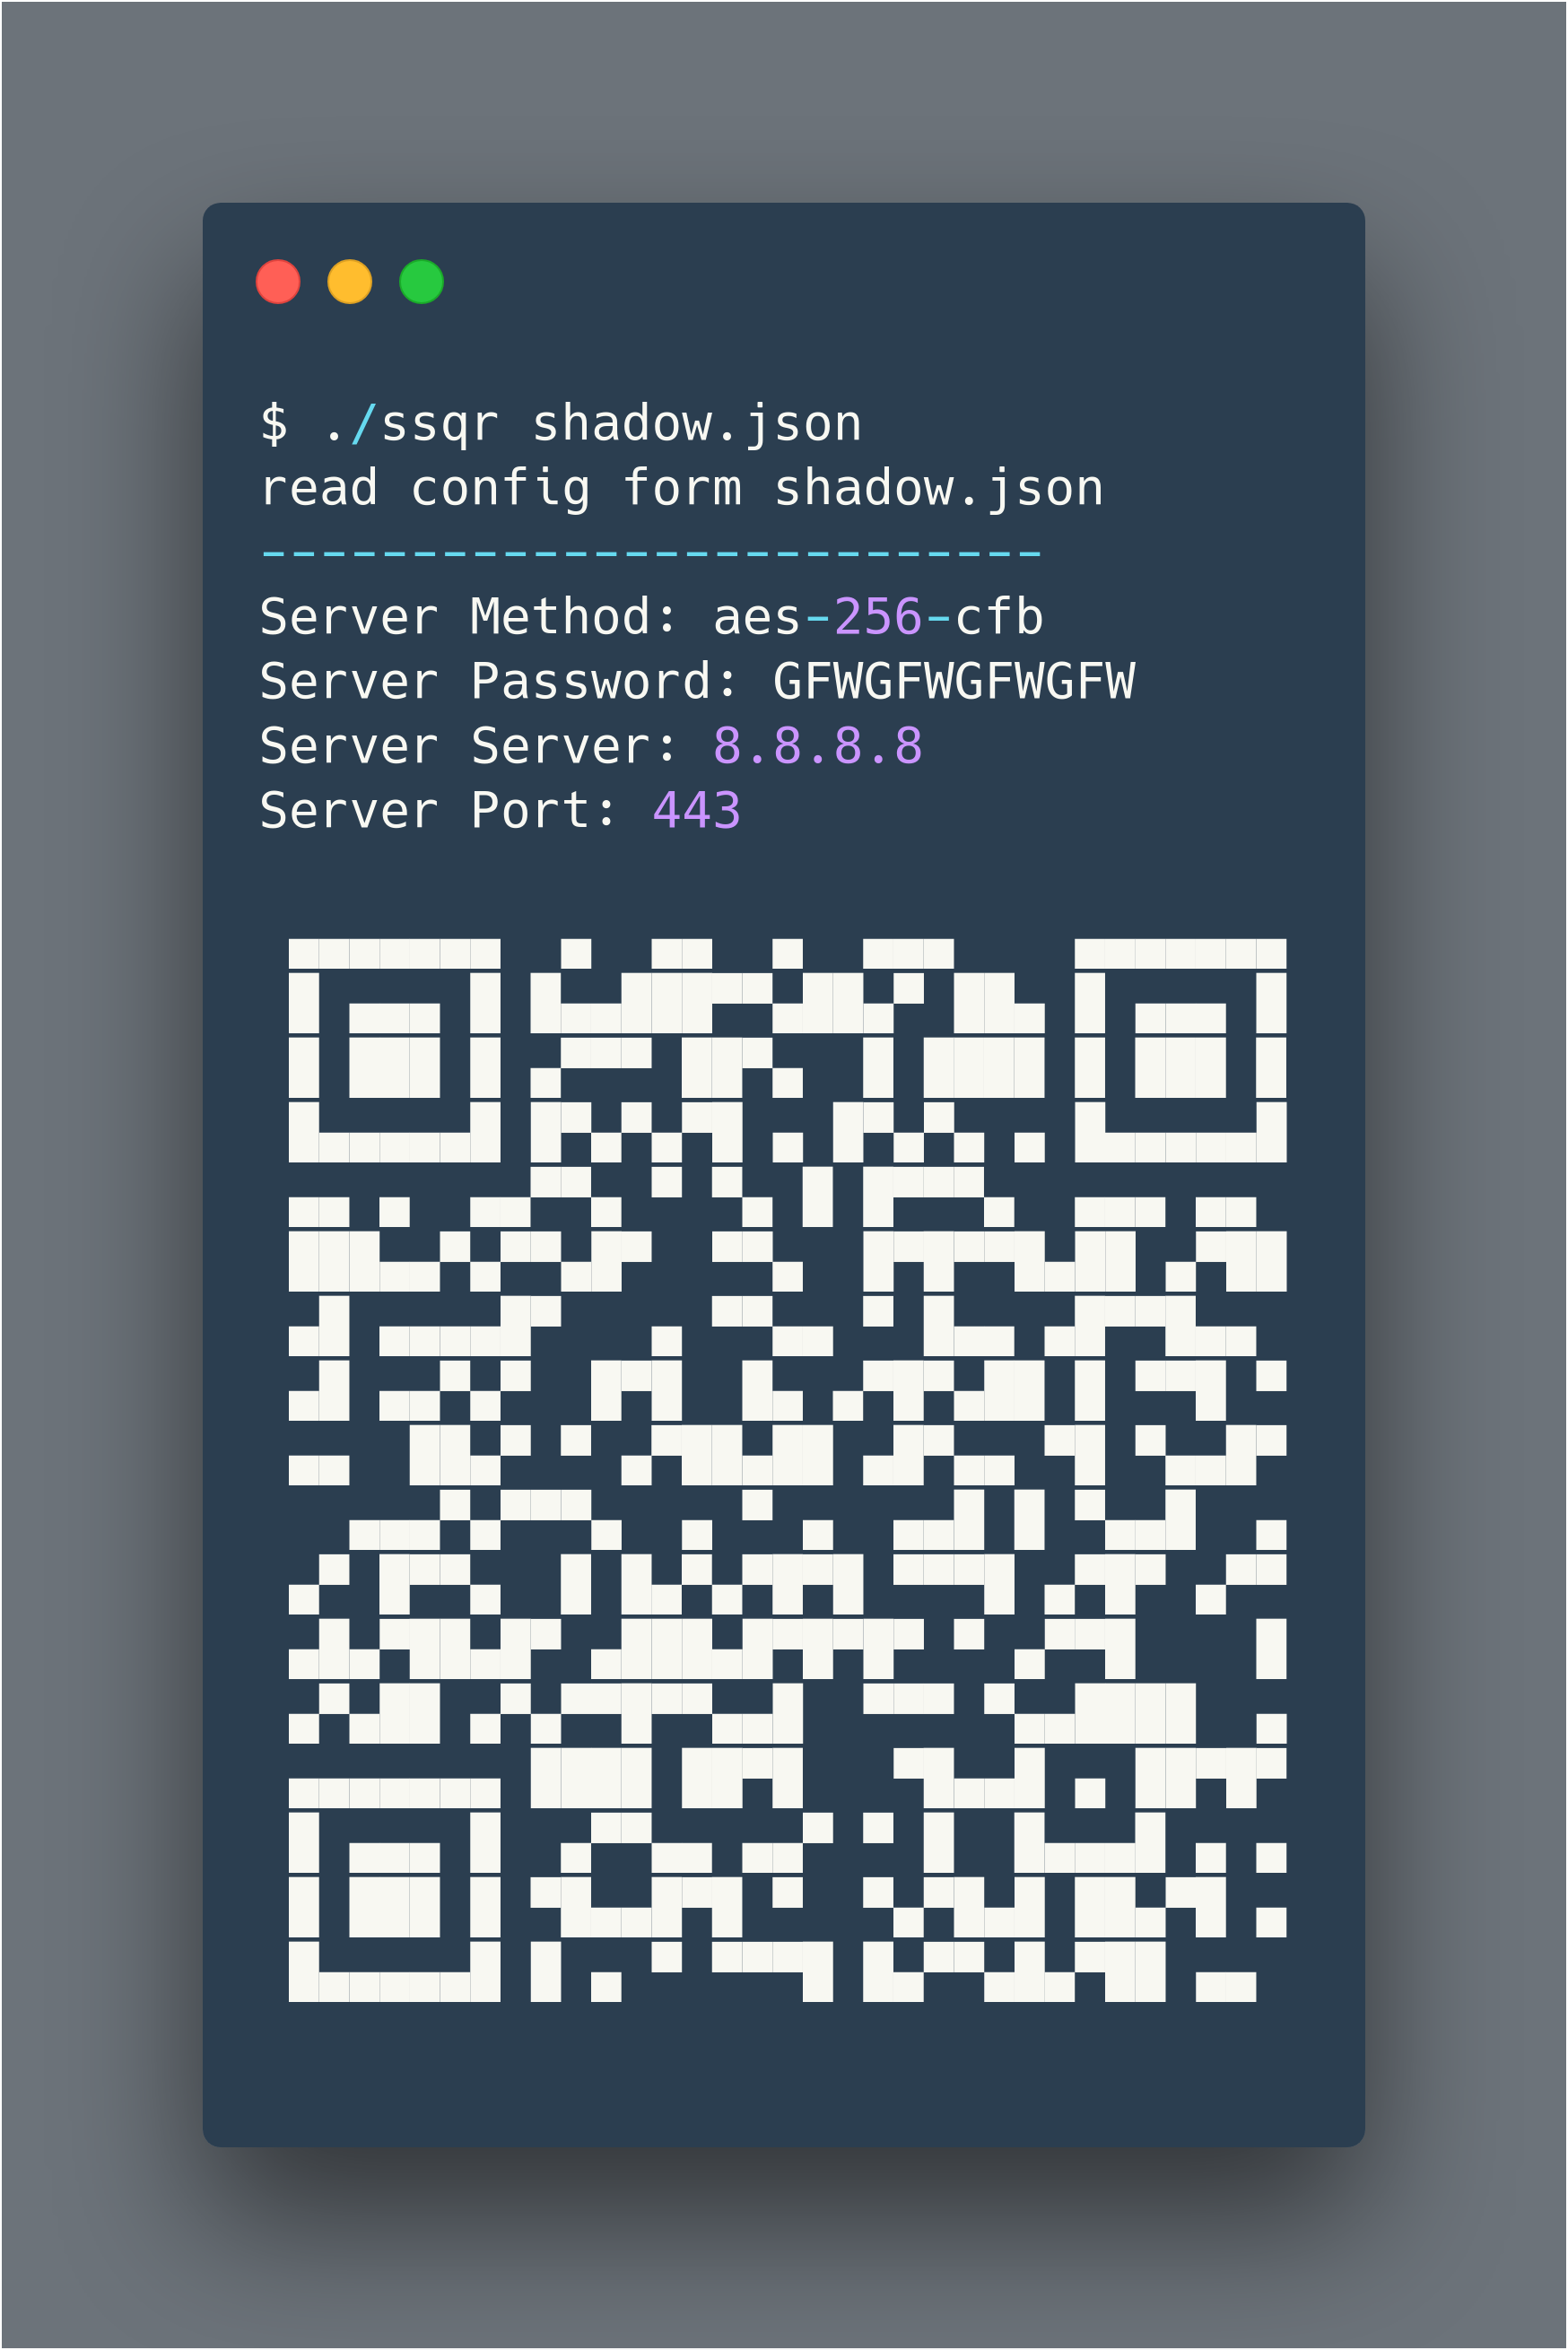 $ ./ssqr shadow.json
read config form shadow.json
--------------------------
Server Method: aes-256-cfb
Server Password: GFWGFWGFWGFW
Server Server: 8.8.8.8
Server Port: 443